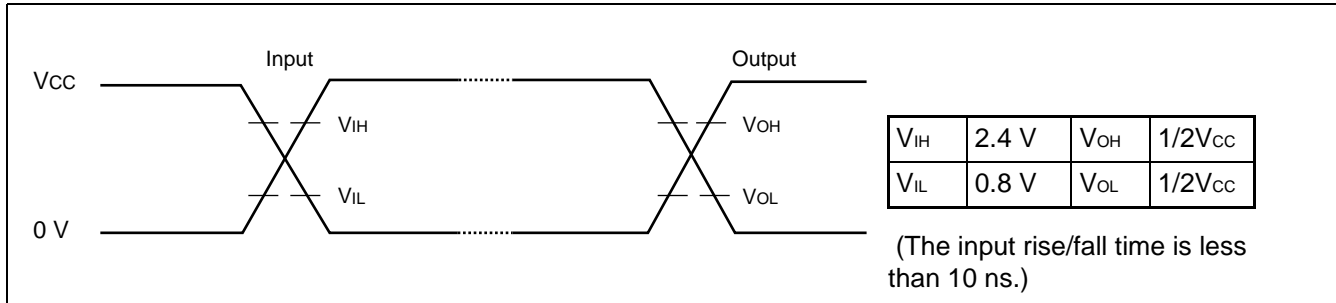 Input
Output
VCC
VIH
VOH
VIL
VOL
0 V
VIH 2.4 V VOH 1/2VCC
VIL 0.8 V VOL 1/2VCC
(The input rise/fall time is less
than 10 ns.)